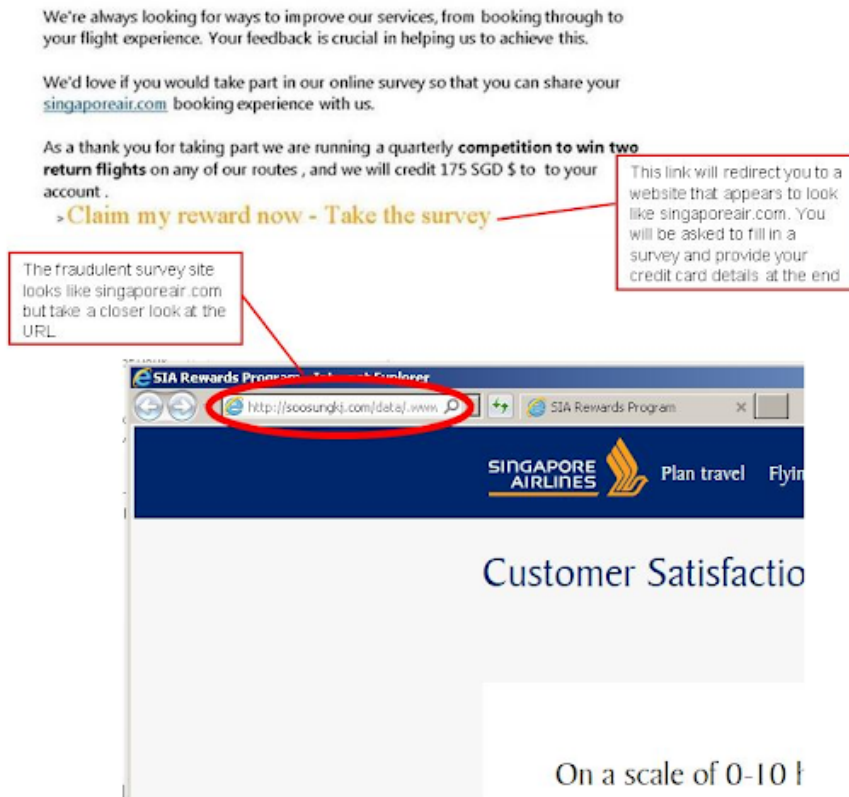 We're always looking for ways to improve our services, from booking through to
your flight experience. Your feedback is crucial in helping us to achieve this.
We'd love if you would take part in our online survey so that you can share your
singaporeair.com booking experience with us.
As a thank you for taking part we are running a quarterly competition to win two
return flights on any of our routes , and we will credit 175 SGD $ to to your
account .
> Claim my reward now - Take the survey
This link will redirect you to a
website that appears to look
like singaporeair.com. You
will be asked to fill in a
survey and provide your
credit card details at the end
The fraudulent survey site
looks like singaporeair.com
but take a closer look at the
URL
SIA Rewards Program - Internet Explorer
http://soosungkj.com/data/.www.
SIA Rewards Program
SINGAPORE
AIRLINES
Plan travel Flyin
Customer Satisfactio
On a scale of 0-10 h